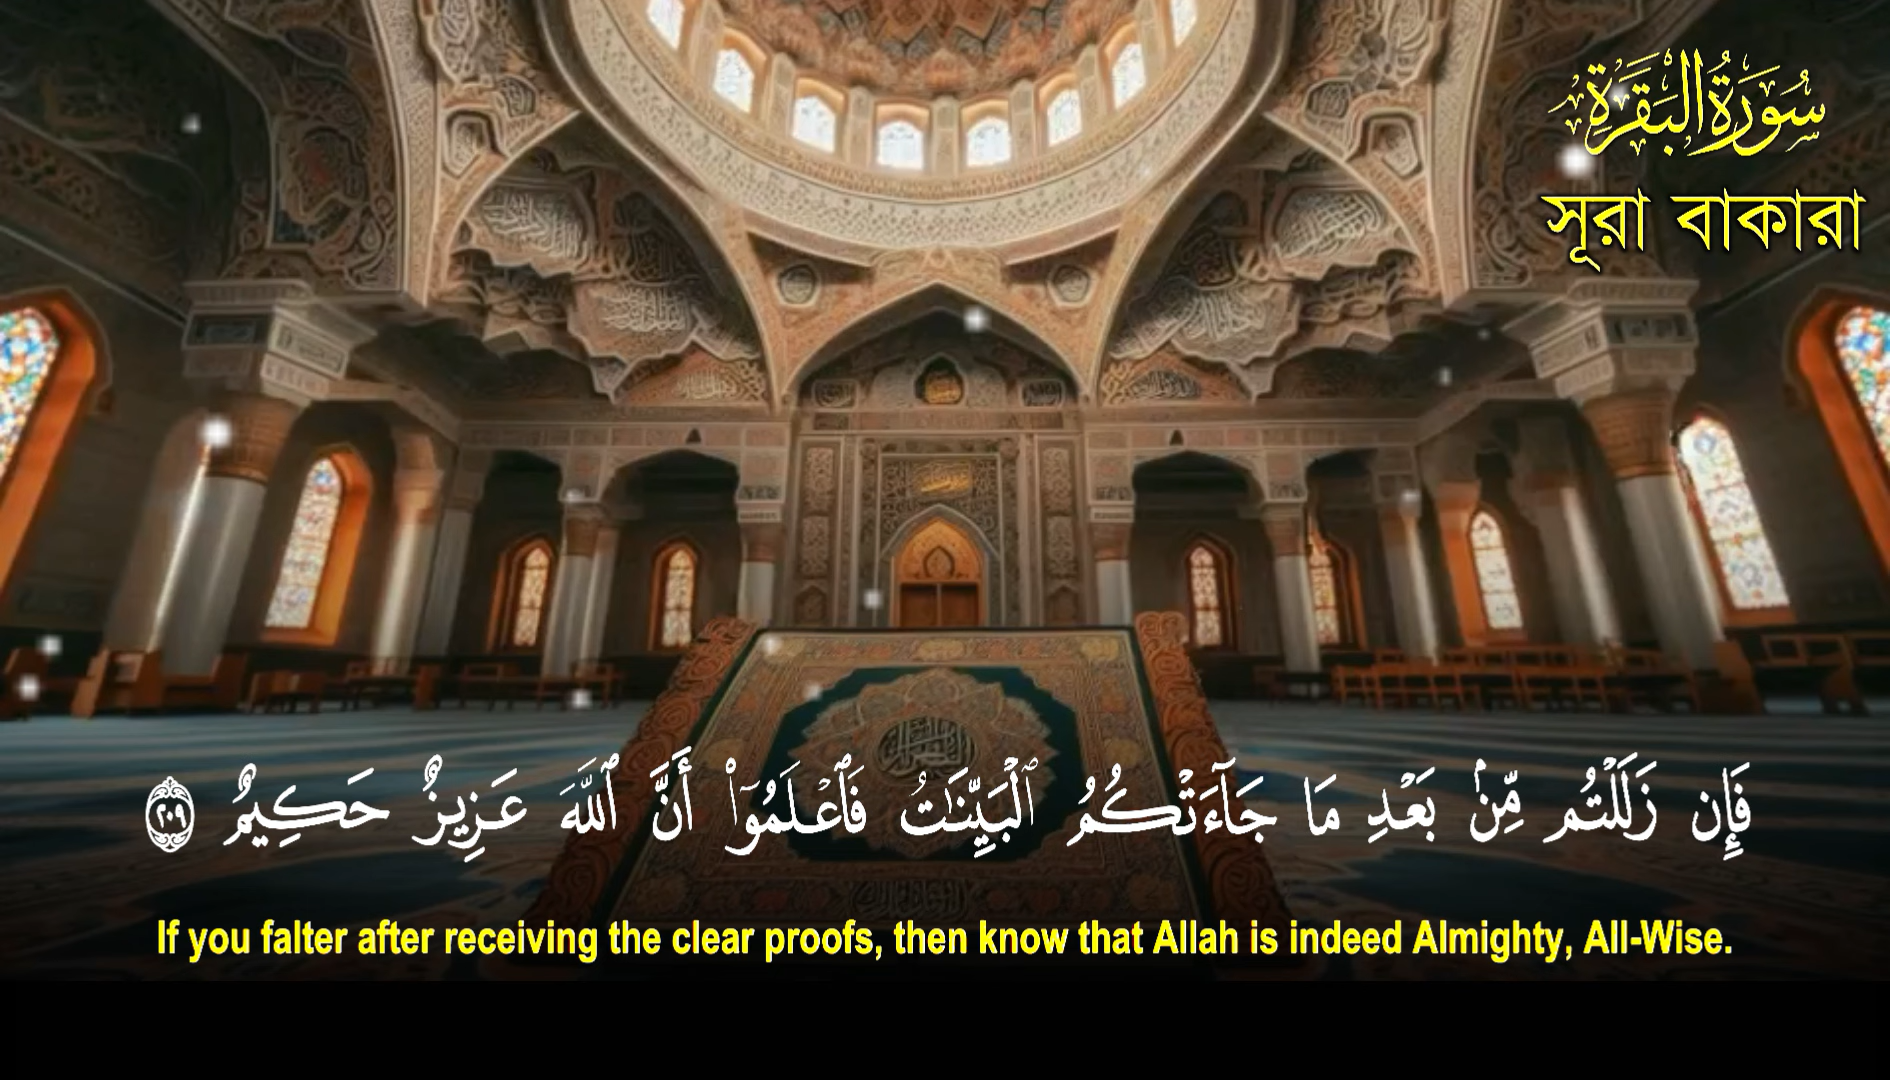 سُورَةُ الْبَقَرَةِ
সূরা বাকারা
فَإِن زَلَلْتُم مِّنۢ بَعْدِ مَا جَآءَتْكُمُ ٱلْبَيِّنَـٰتُ فَٱعْلَمُوٓا۟ أَنَّ ٱللَّهَ عَزِيزٌ حَكِيمٌ ٢٠٩
If you falter after receiving the clear proofs, then know that Allah is indeed Almighty, All-Wise.